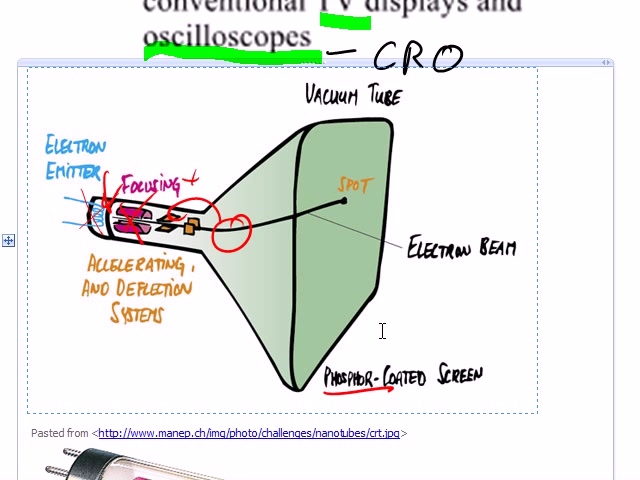 conventional TV displays and
oscilloscopes – CRO
VACUUM TUBE
ELECTRON
EMITTER
FOCUSING +
SPOT
ELECTRON BEAM
ACCELERATING,
AND DEFLECTION
SYSTEMS
PHOSPHOR-COATED SCREEN
Pasted from <http://www.manep.ch/img/photo/challenges/nanotubes/crt.jpg>